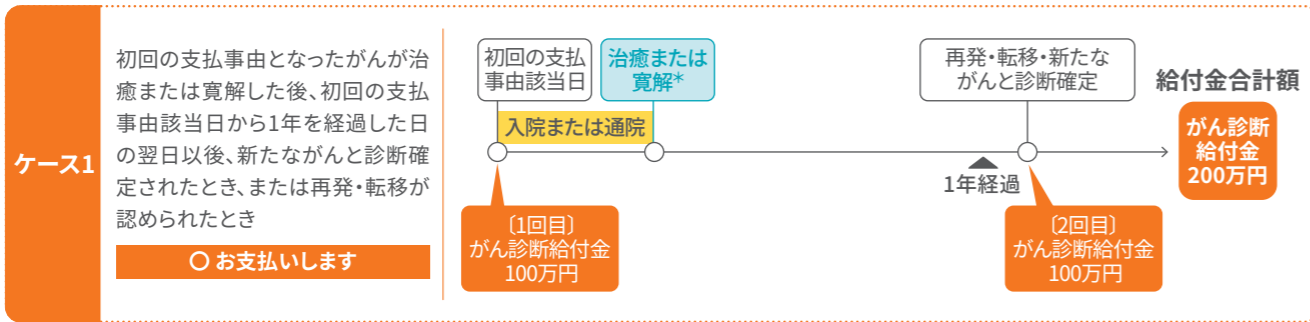 ケース1
初回の支払事由となったがんが治
癒または寛解した後、初回の支払
事由該当日から1年を経過した日
の翌日以後、新たながんと診断確
定されたとき、または再発・転移が
認められたとき
〇 お支払いします
初回の支払
事由該当日
治癒または
寛解*
入院または通院
再発・転移・新たな
がんと診断確定
1年経過
〔1回目〕
がん診断給付金
100万円
〔2回目〕
がん診断給付金
100万円
給付金合計額
がん診断
給付金
200万円